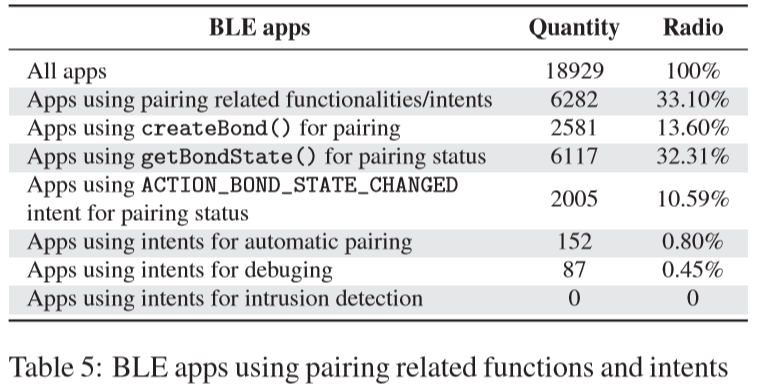 BLE apps Quantity Radio
All apps 18929 100%
Apps using pairing related functionalities/intents 6282 33.10%
Apps using createBond() for pairing 2581 13.60%
Apps using getBondState() for pairing status 6117 32.31%
Apps using ACTION_BOND_STATE_CHANGED
intent for pairing status 2005 10.59%
Apps using intents for automatic pairing 152 0.80%
Apps using intents for debuging 87 0.45%
Apps using intents for intrusion detection 0 0
Table 5: BLE apps using pairing related functions and intents